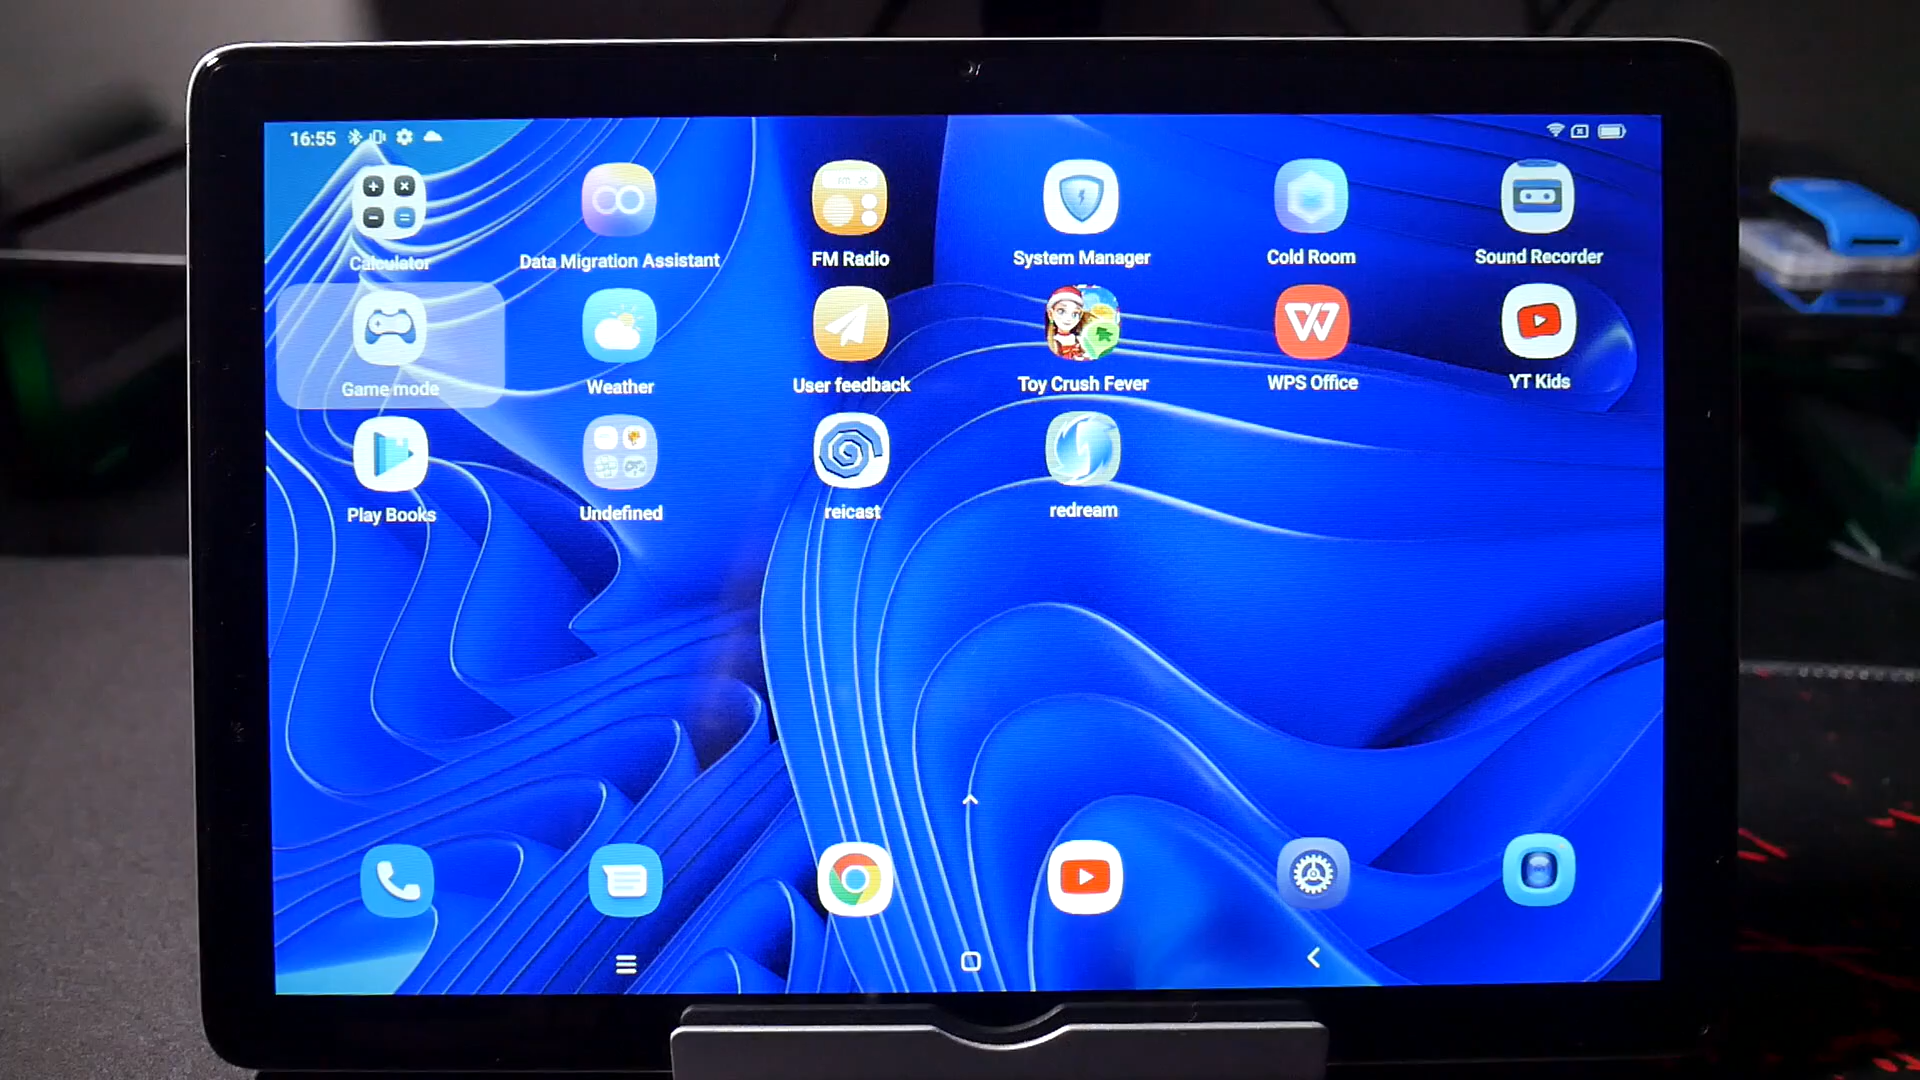 16:55
Calculator
Data Migration Assistant
FM Radio
System Manager
Cold Room
Sound Recorder
Game mode
Weather
User feedback
Toy Crush Fever
WPS Office
YT Kids
Play Books
Undefined
reicast
redream